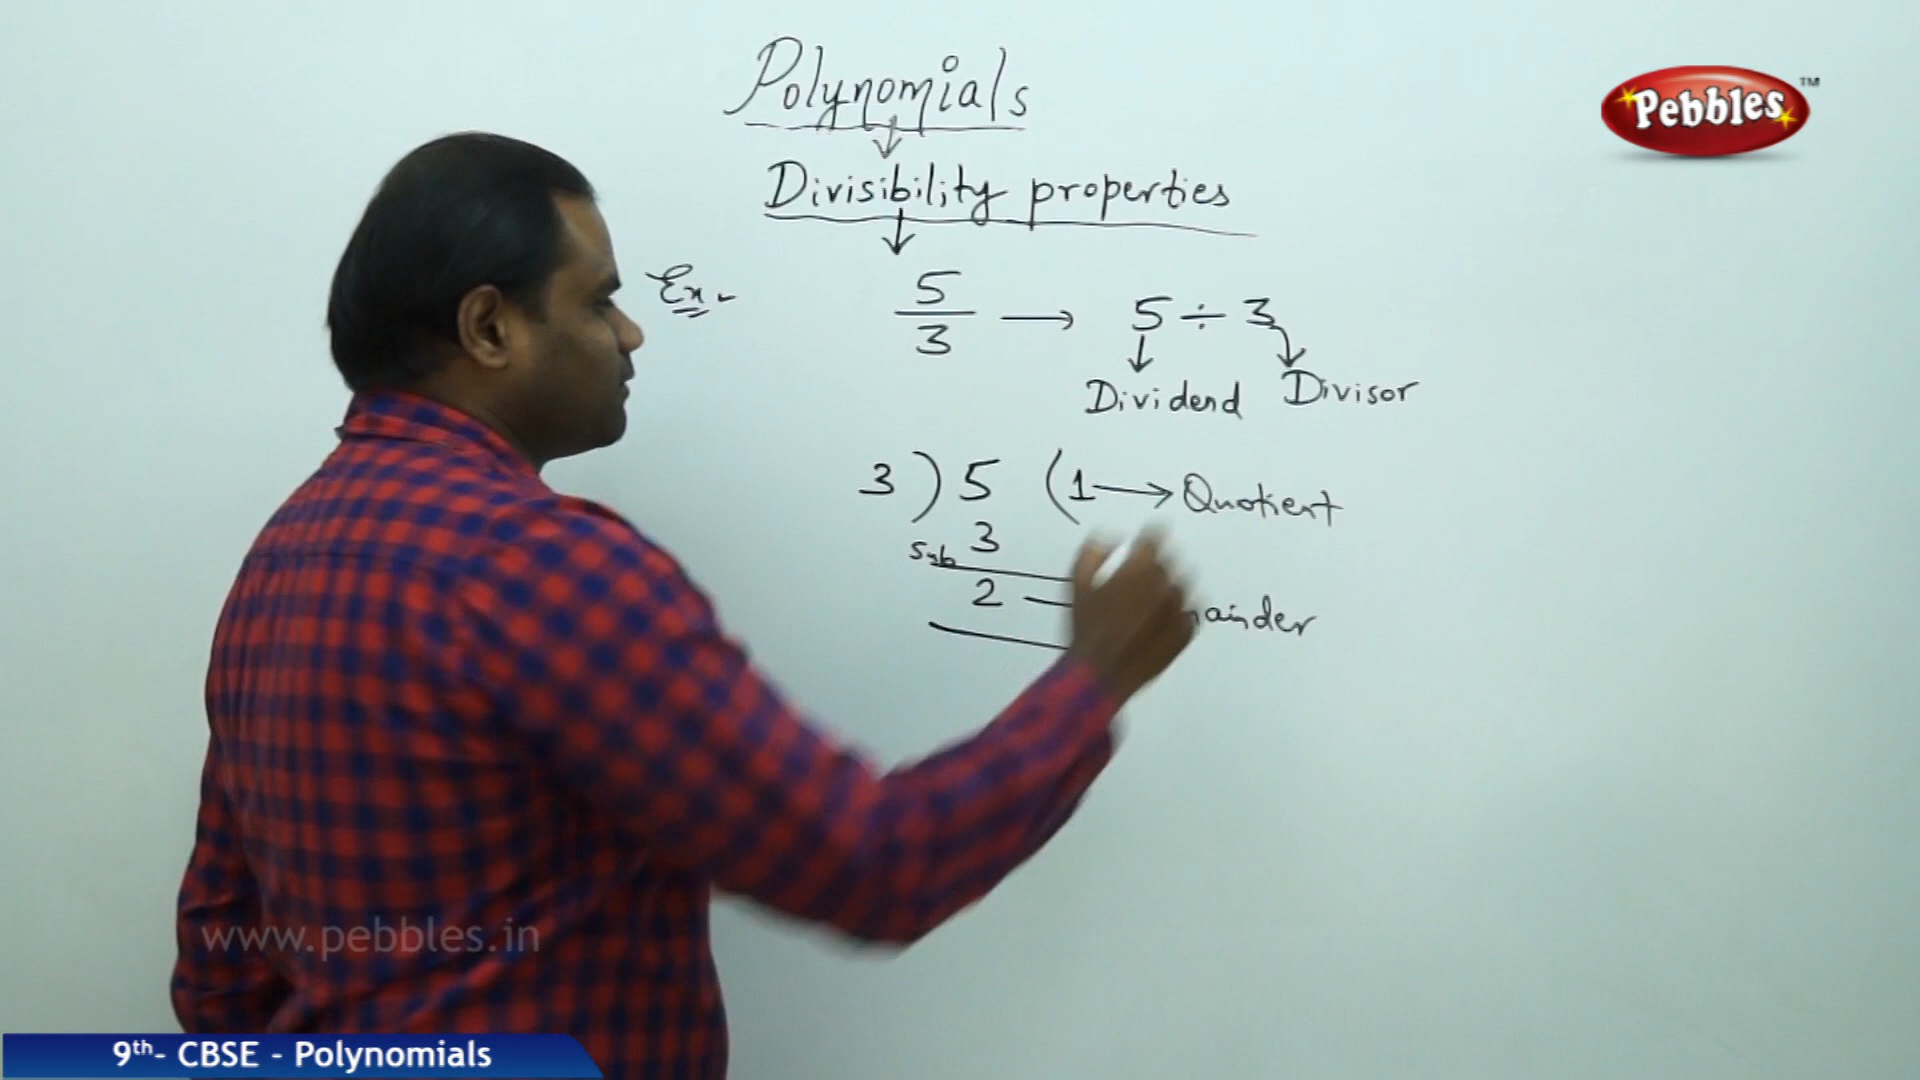 Polynomials
Pebbles™
Divisibility properties
Ex
5
3
5 ÷ 3
Dividend Divisor
3 ) 5 ( 1 → Quotient
Sub 3
2
www.pebbles.in
9th- CBSE - Polynomials